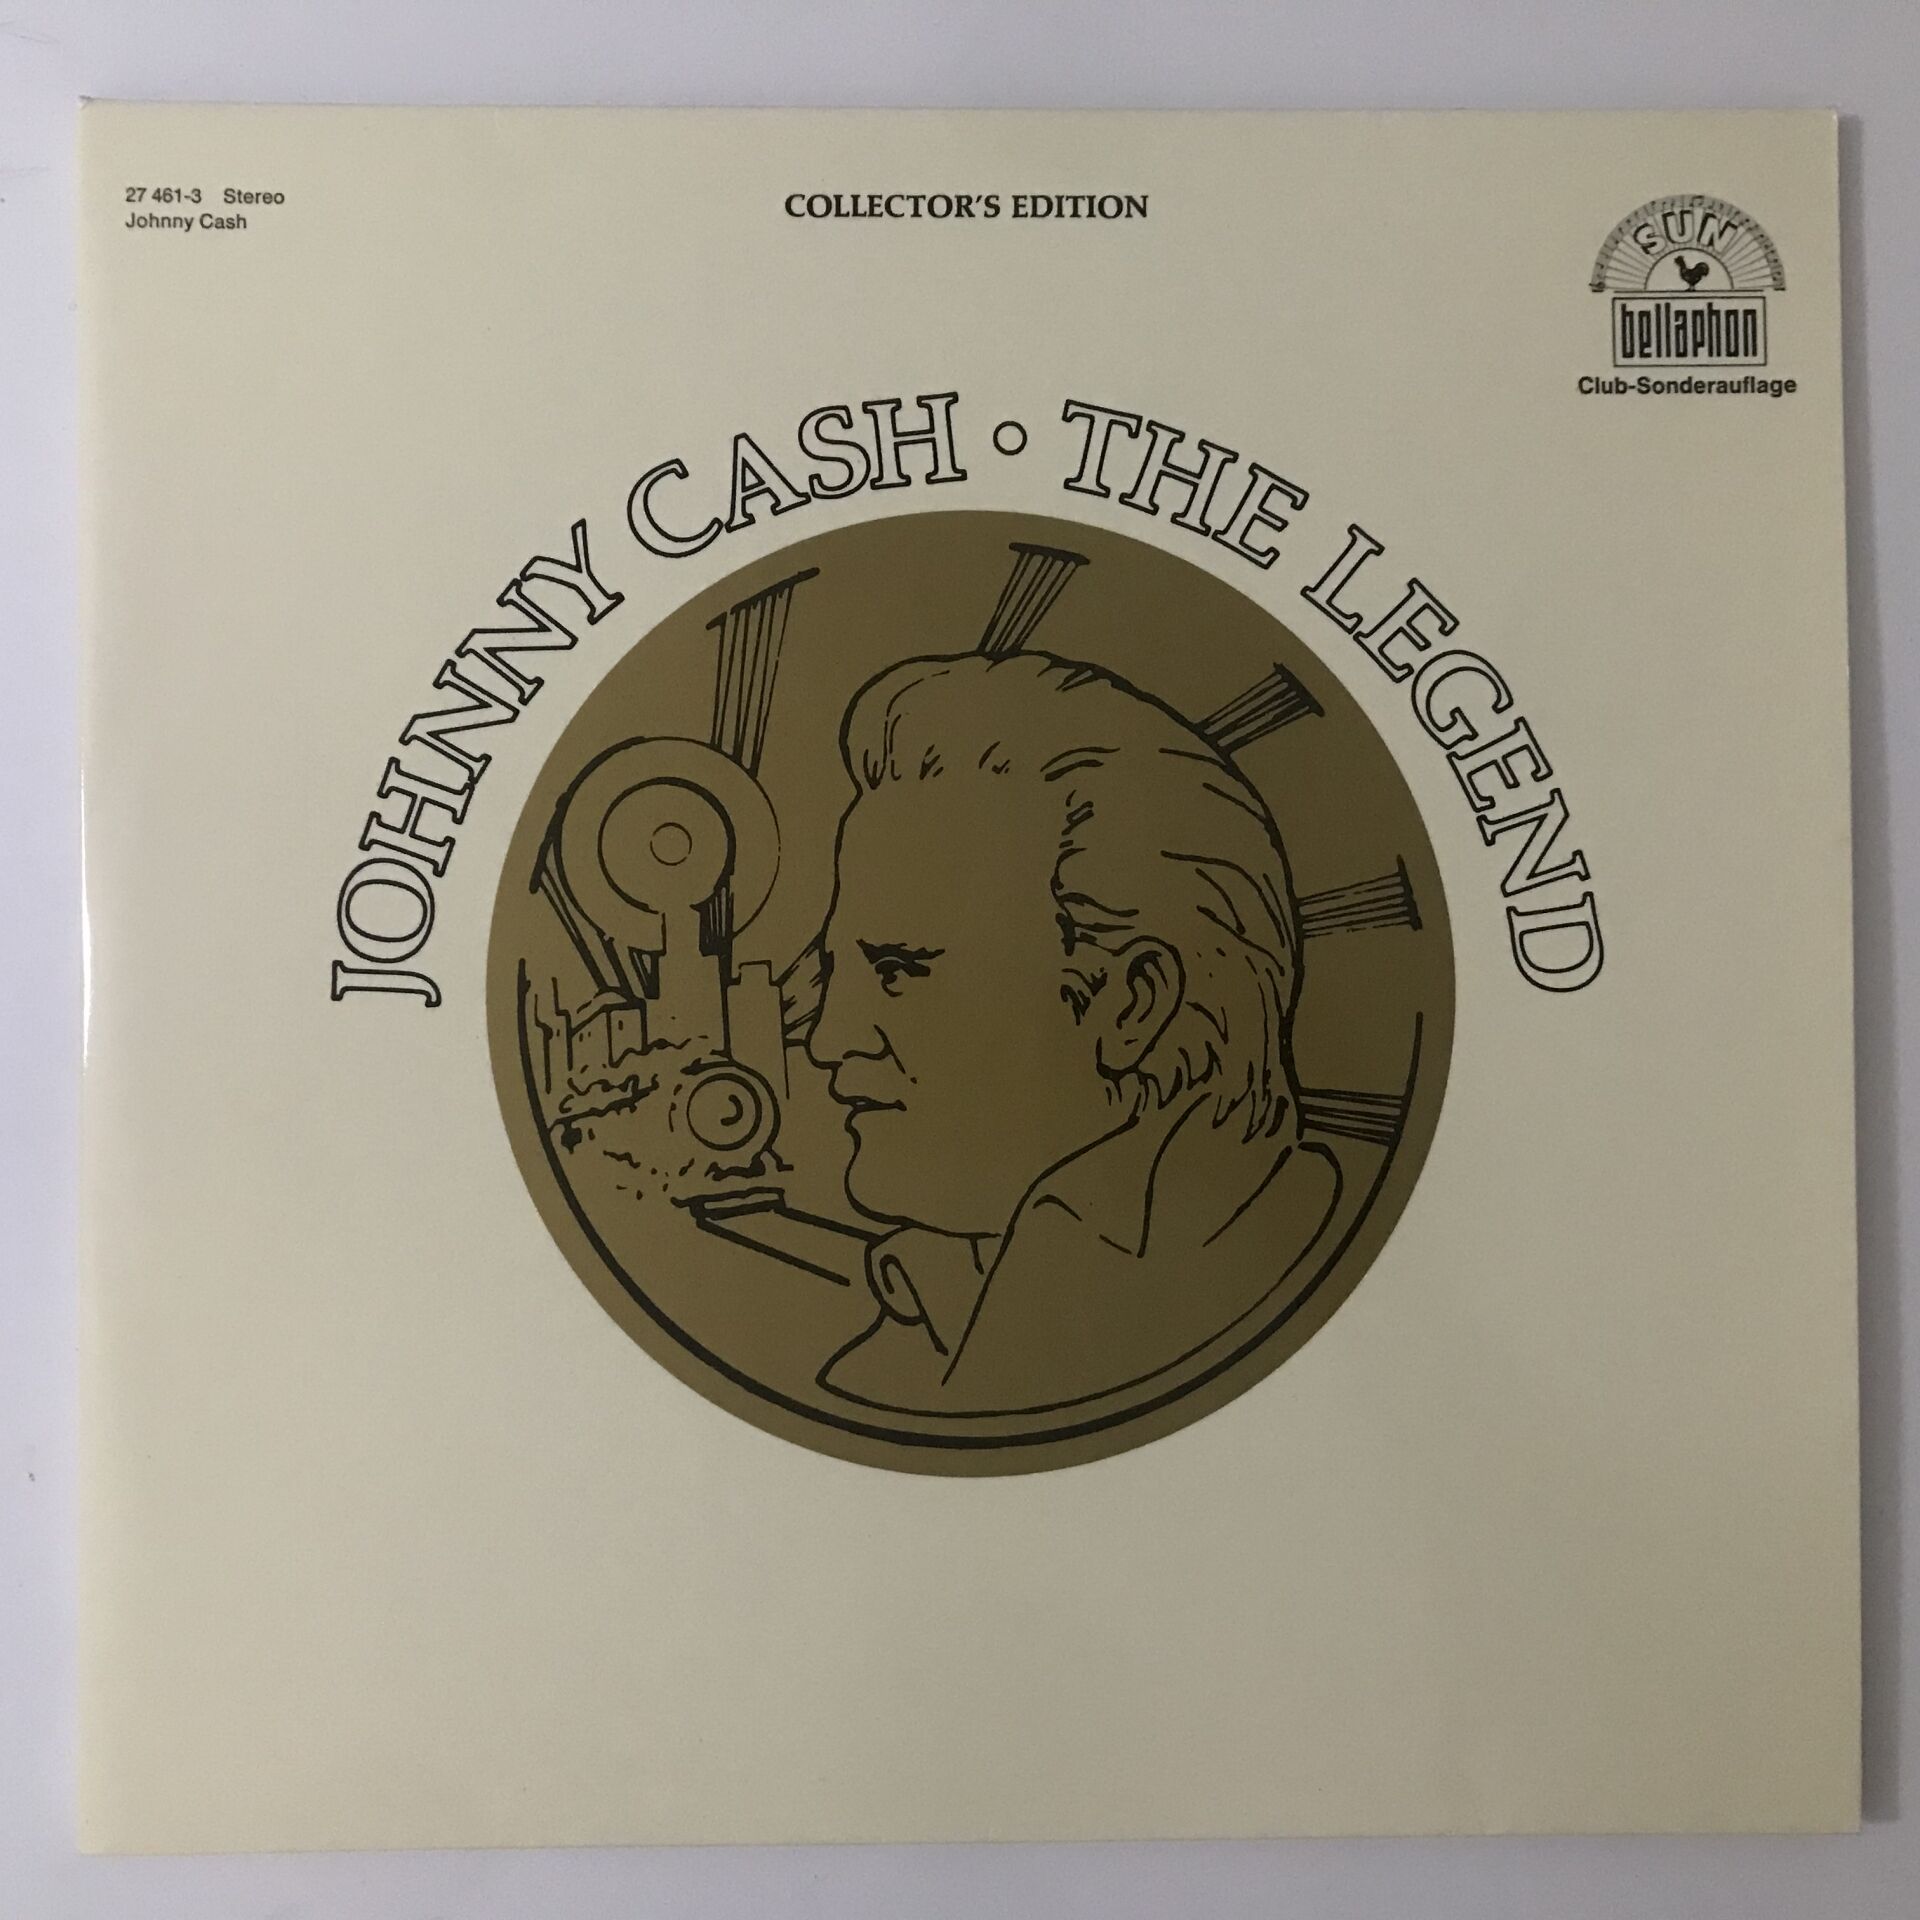 27 461-3 Stereo
Johnny Cash
COLLECTOR'S EDITION
SUN
bellaphon
Club-Sonderauflage
JOHNNY CASH • THE LEGEND